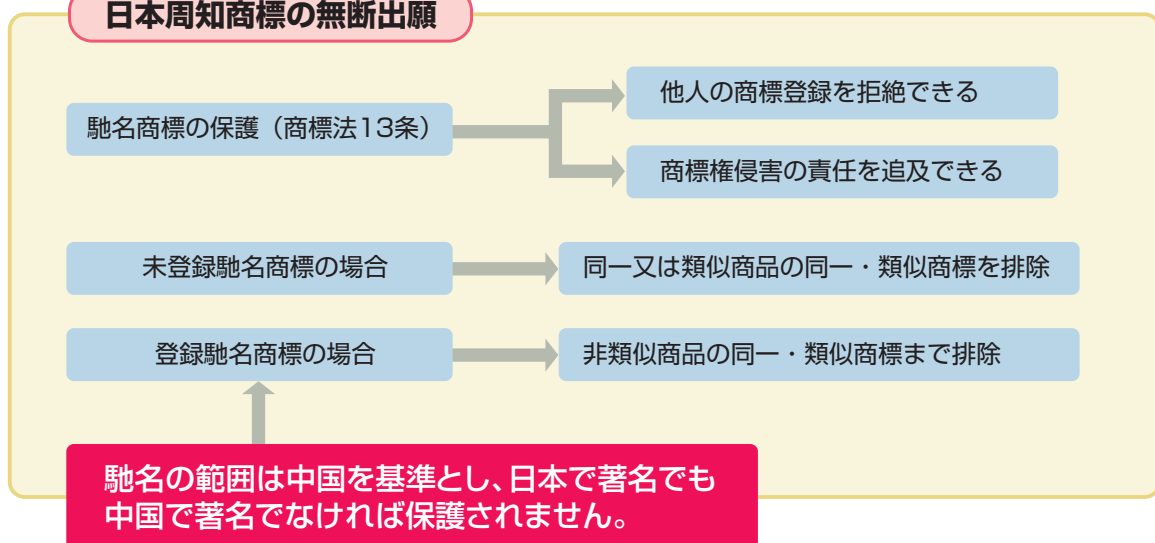 日本周知商標の無断出願
馳名商標の保護（商標法13条）
他人の商標登録を拒絶できる
商標権侵害の責任を追及できる
未登録馳名商標の場合
同一又は類似商品の同一・類似商標を排除
登録馳名商標の場合
非類似商品の同一・類似商標まで排除
馳名の範囲は中国を基準とし、日本で著名でも
中国で著名でなければ保護されません。